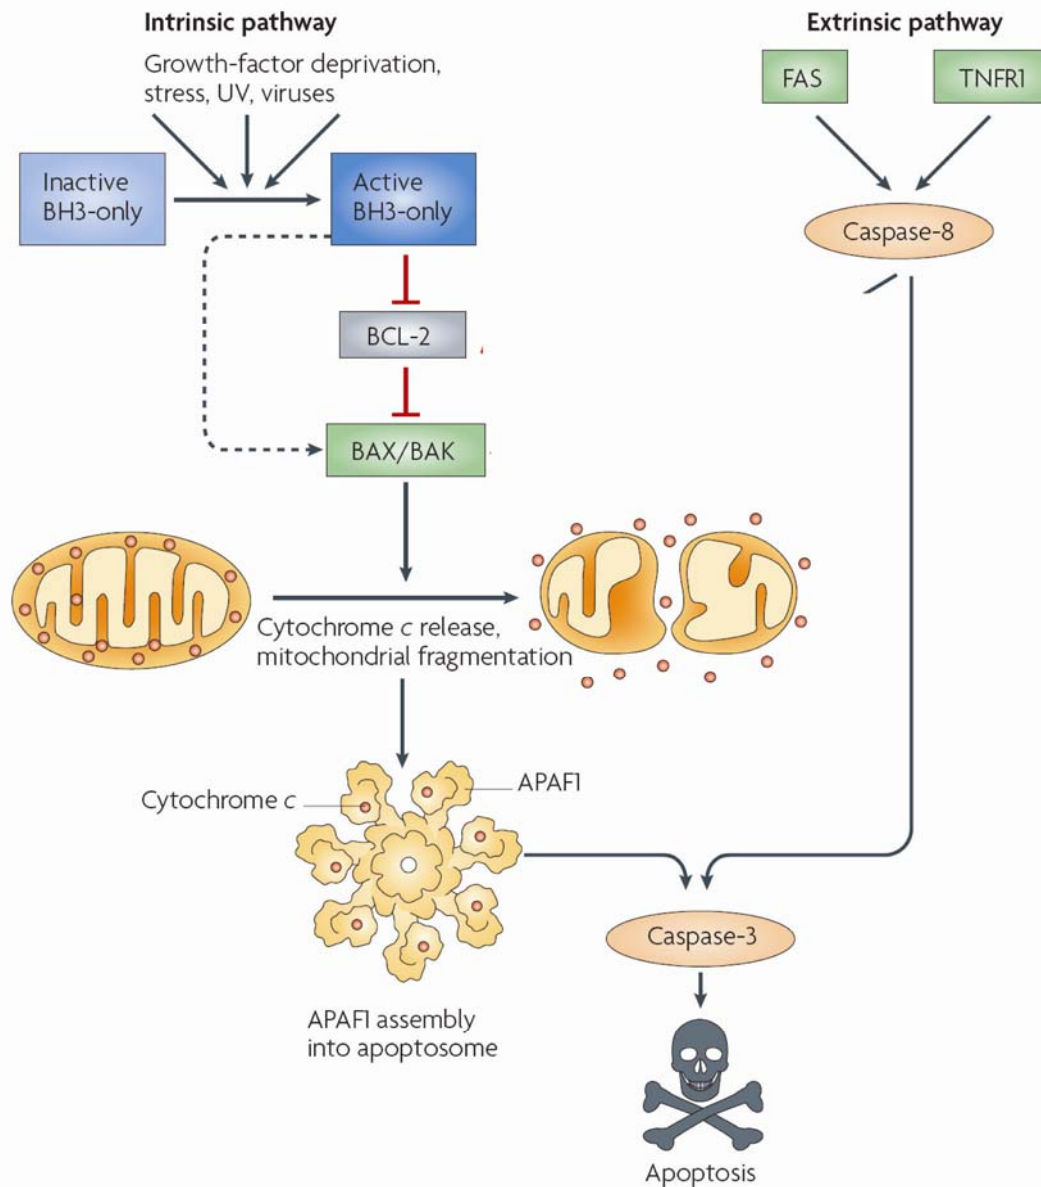 Intrinsic pathway
Growth-factor deprivation,
stress, UV, viruses
Inactive
BH3-only
Active
BH3-only
BCL-2
BAX/BAK
Cytochrome c release,
mitochondrial fragmentation
Cytochrome c
APAF1
APAF1 assembly
into apoptosome
Extrinsic pathway
FAS
TNFR1
Caspase-8
Caspase-3
Apoptosis